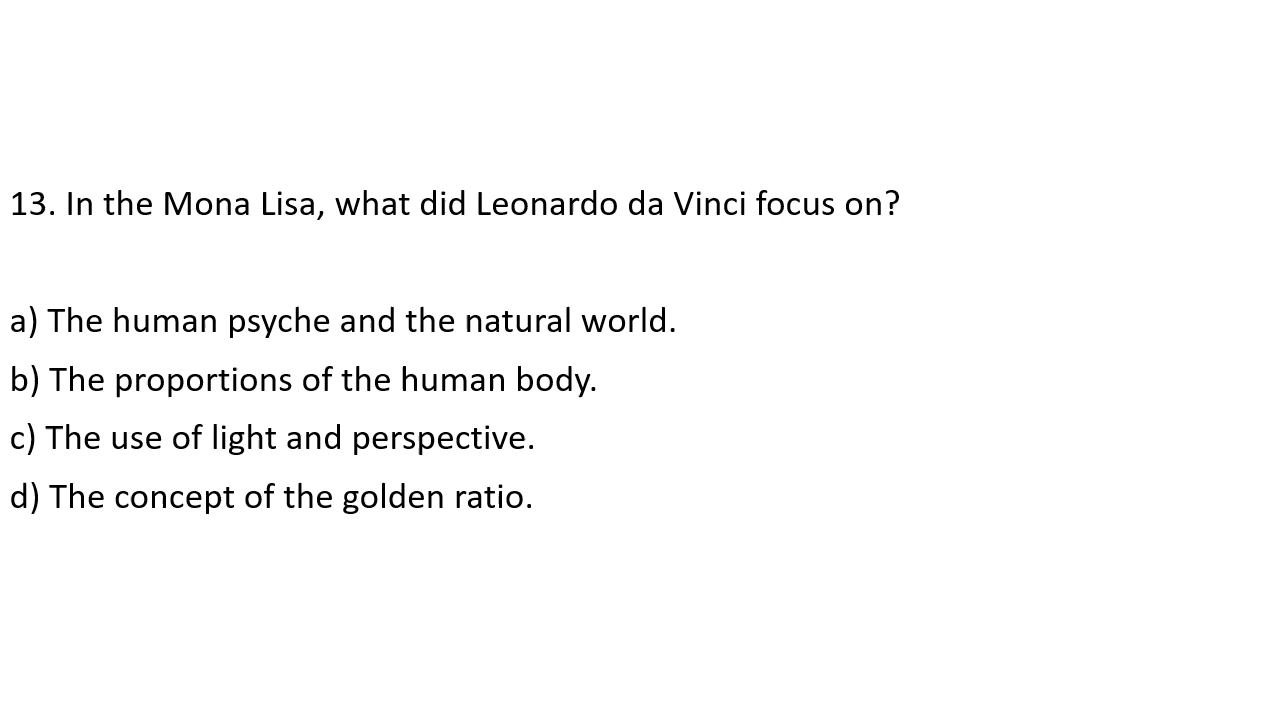 13. In the Mona Lisa, what did Leonardo da Vinci focus on?
a) The human psyche and the natural world.
b) The proportions of the human body.
c) The use of light and perspective.
d) The concept of the golden ratio.